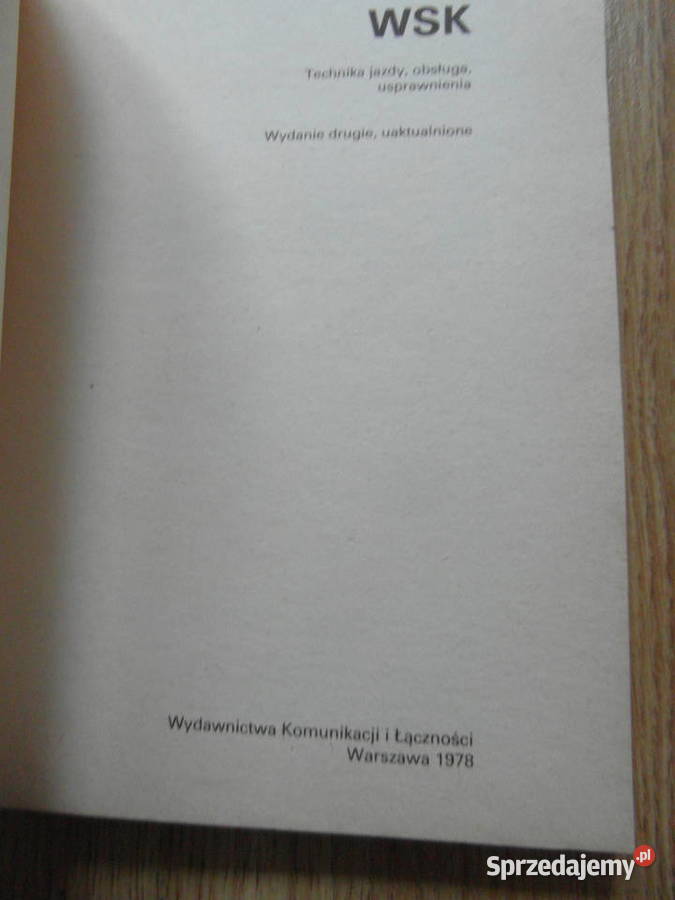 WSK
Technika jazdy, obsługa,
usprawnienia
Wydanie drugie, uaktualnione
Wydawnictwa Komunikacji i Łączności
Warszawa 1978
Sprzedajemy.pl